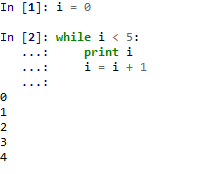 In [1]: i = 0
In [2]: while i < 5:
   ...:     print i
   ...:     i = i + 1
   ...:
0
1
2
3
4